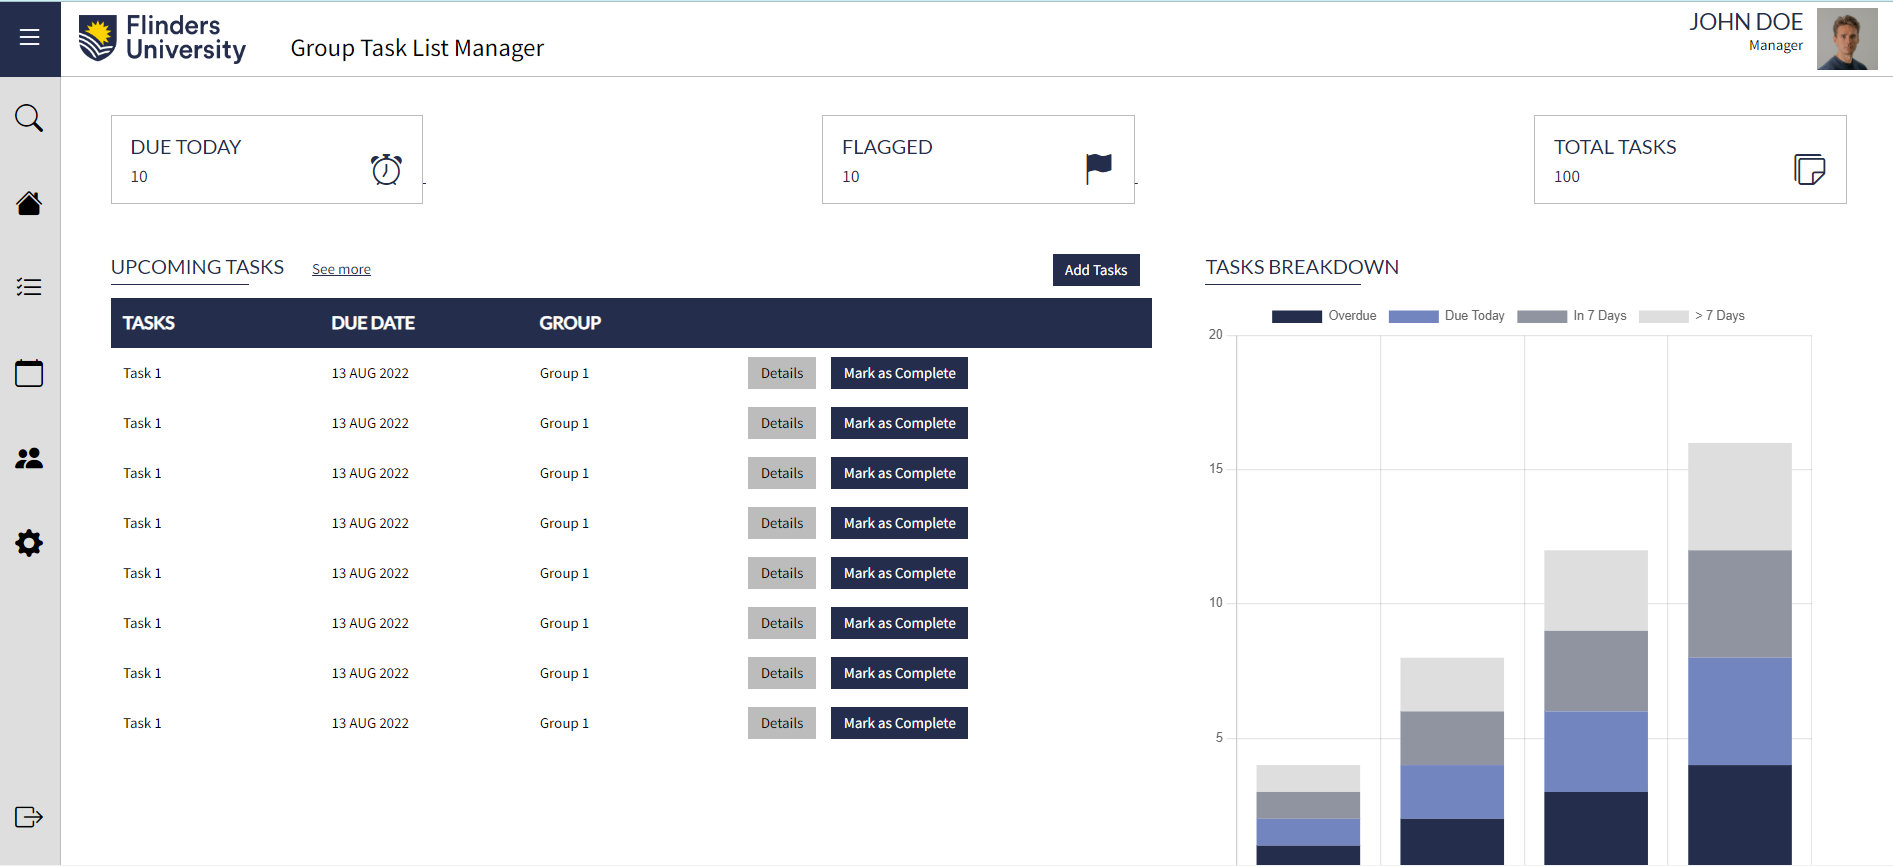 Flinders
University
Group Task List Manager
JOHN DOE
Manager
DUE TODAY
10
FLAGGED
10
TOTAL TASKS
100
UPCOMING TASKS See more Add Tasks
TASKS DUE DATE GROUP
Task 1 13 AUG 2022 Group 1 Details Mark as Complete
Task 1 13 AUG 2022 Group 1 Details Mark as Complete
Task 1 13 AUG 2022 Group 1 Details Mark as Complete
Task 1 13 AUG 2022 Group 1 Details Mark as Complete
Task 1 13 AUG 2022 Group 1 Details Mark as Complete
Task 1 13 AUG 2022 Group 1 Details Mark as Complete
Task 1 13 AUG 2022 Group 1 Details Mark as Complete
Task 1 13 AUG 2022 Group 1 Details Mark as Complete
TASKS BREAKDOWN
Overdue Due Today In 7 Days > 7 Days
20
15
10
5